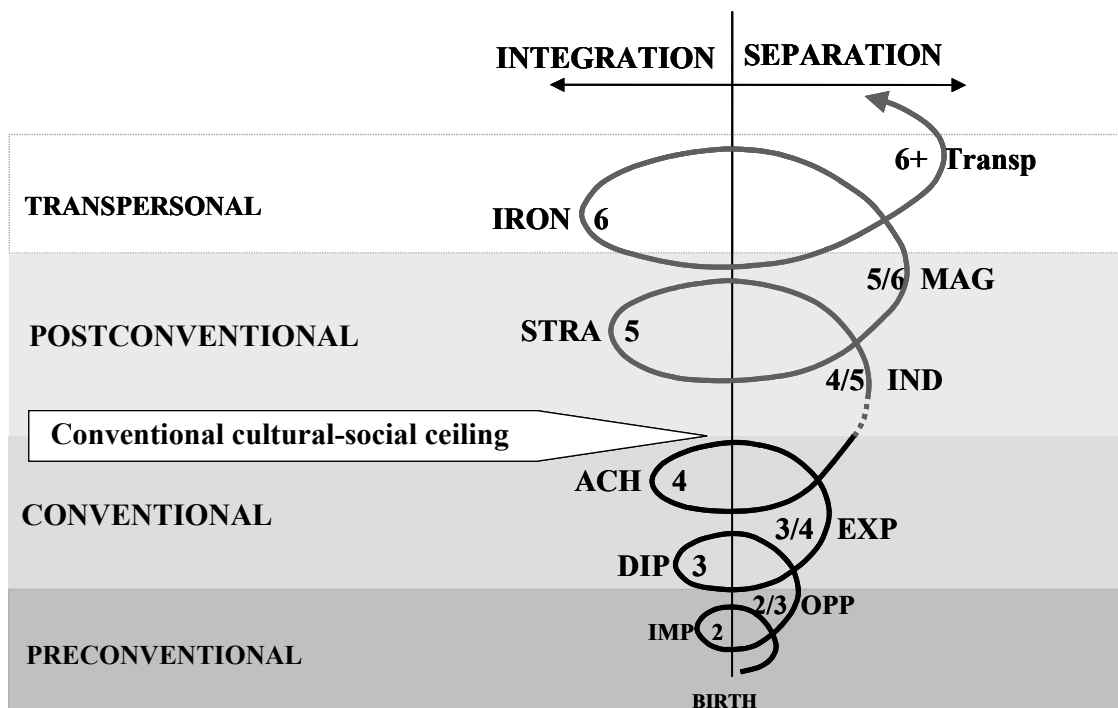 INTEGRATION SEPARATION
6+ Transp
TRANSPERSONAL
IRON 6
5/6 MAG
POSTCONVENTIONAL
STRA 5
4/5 IND
Conventional cultural-social ceiling
ACH 4
CONVENTIONAL
3/4 EXP
DIP 3
2/3 OPP
IMP 2
PRECONVENTIONAL
BIRTH